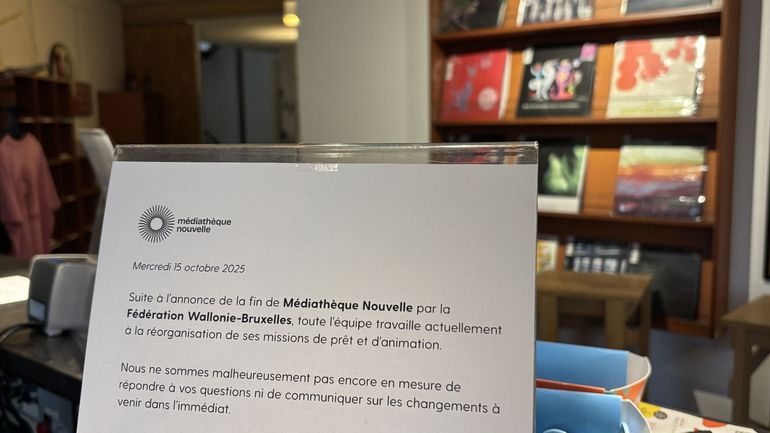 médiathèque
nouvelle
Mercredi 15 octobre 2025
Suite à l'annonce de la fin de Médiathèque Nouvelle par la
Fédération Wallonie-Bruxelles, toute l'équipe travaille actuellement
à la réorganisation de ses missions de prêt et d'animation.
Nous ne sommes malheureusement pas encore en mesure de
répondre à vos questions ni de communiquer sur les changements à
venir dans l'immédiat.